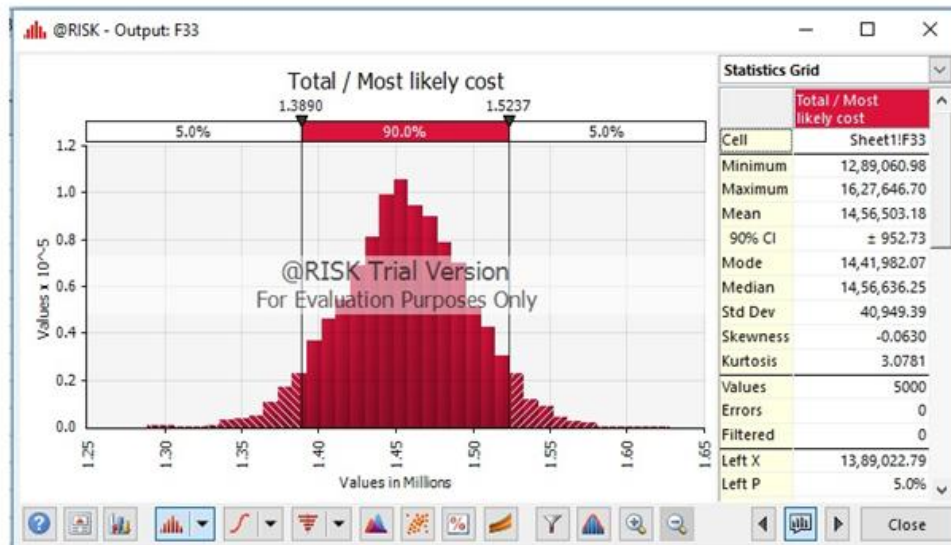 @RISK - Output: F33
Total / Most likely cost
1.3890 1.5237
5.0% 90.0% 5.0%
1.2
1.0
0.8
0.6
0.4
0.2
0.0
Values x 10^-5
@RISK Trial Version
For Evaluation Purposes Only
1.25 1.30 1.35 1.40 1.45 1.50 1.55 1.60 1.65
Values in Millions
Statistics Grid
Total / Most
likely cost
Cell Sheet1!F33
Minimum 12,89,060.98
Maximum 16,27,646.70
Mean 14,56,503.18
90% CI ± 952.73
Mode 14,41,982.07
Median 14,56,636.25
Std Dev 40,949.39
Skewness -0.0630
Kurtosis 3.0781
Values 5000
Errors 0
Filtered 0
Left X 13,89,022.79
Left P 5.0%
Close